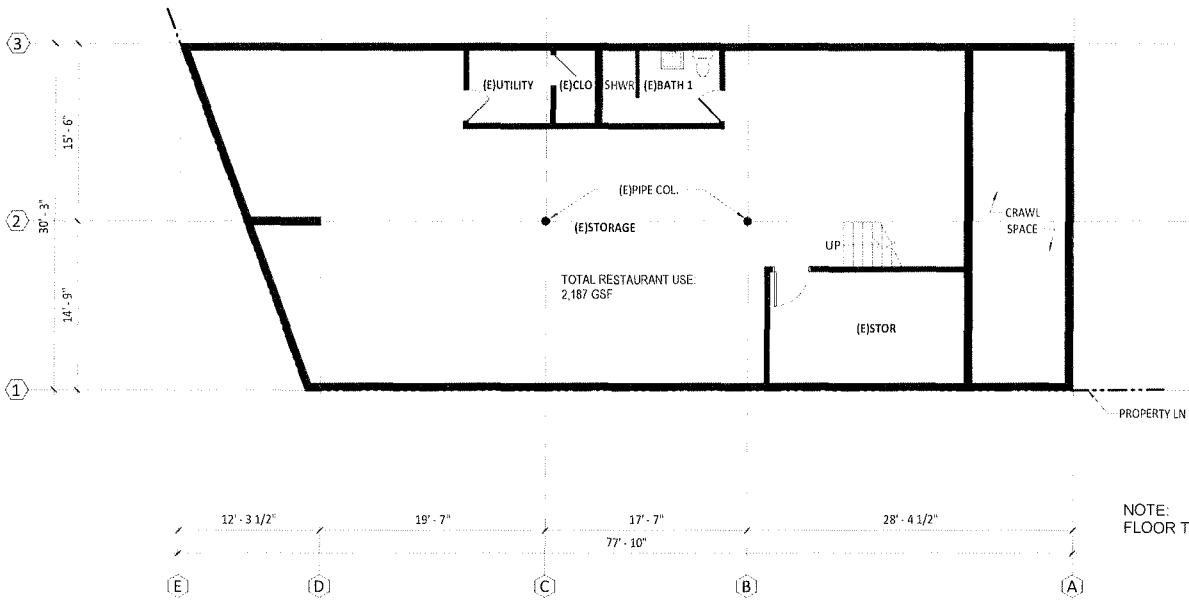 3
(E)UTILITY
(E)CLO
SHWR
(E)BATH 1
15' - 6"
(E)PIPE COL.
2
30' - 3"
(E)STORAGE
CRAWL
SPACE
UP
TOTAL RESTAURANT USE:
2,187 GSF
14' - 9"
(E)STOR
1
PROPERTY LN
12' - 3 1/2"
19' - 7"
17' - 7"
28' - 4 1/2"
77' - 10"
NOTE:
FLOOR T
E
D
C
B
A